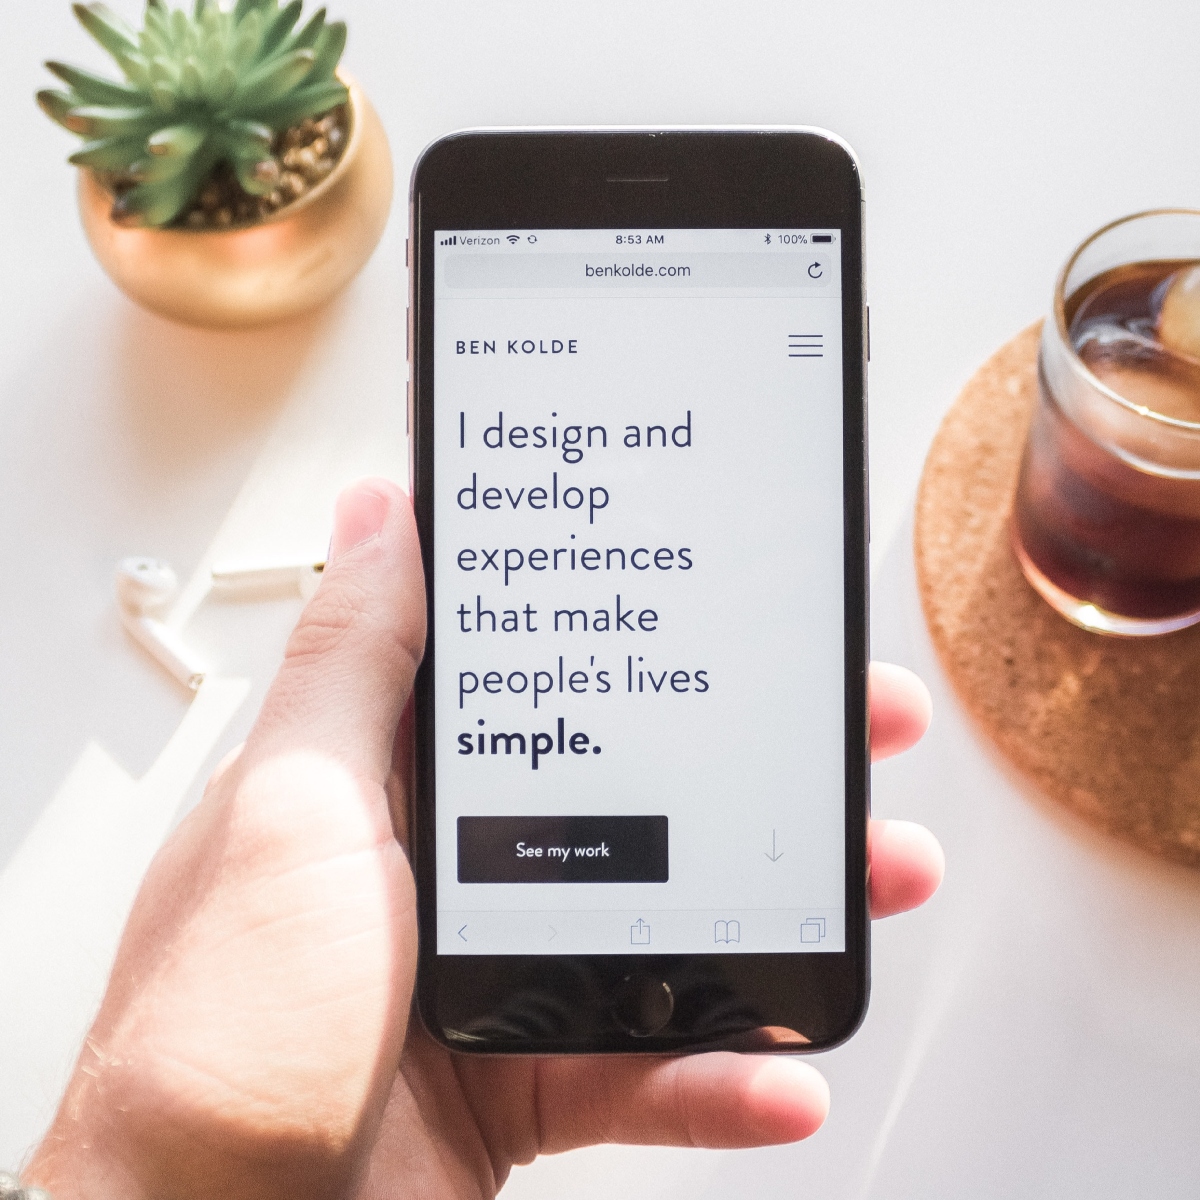 Verizon 8:53 AM 100%
benkolde.com
BEN KOLDE
I design and
develop
experiences
that make
people's lives
simple.
See my work